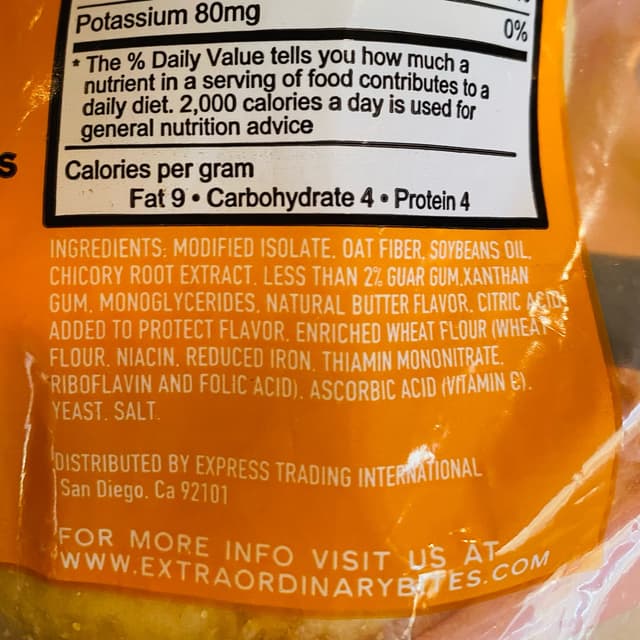 Potassium 80mg 0%
* The % Daily Value tells you how much a
nutrient in a serving of food contributes to a
daily diet. 2,000 calories a day is used for
general nutrition advice
Calories per gram
Fat 9 • Carbohydrate 4 • Protein 4
S
INGREDIENTS: MODIFIED ISOLATE, OAT FIBER, SOYBEANS OIL,
CHICORY ROOT EXTRACT, LESS THAN 2% GUAR GUM,XANTHAN
GUM, MONOGLYCERIDES, NATURAL BUTTER FLAVOR, CITRIC ACID
ADDED TO PROTECT FLAVOR, ENRICHED WHEAT FLOUR (WHEAT
FLOUR, NIACIN, REDUCED IRON, THIAMIN MONONITRATE,
RIBOFLAVIN AND FOLIC ACID), ASCORBIC ACID (VITAMIN C),
YEAST, SALT.
DISTRIBUTED BY EXPRESS TRADING INTERNATIONAL
San Diego, Ca 92101
FOR MORE INFO VISIT US AT
WWW.EXTRAORDINARYBITES.COM